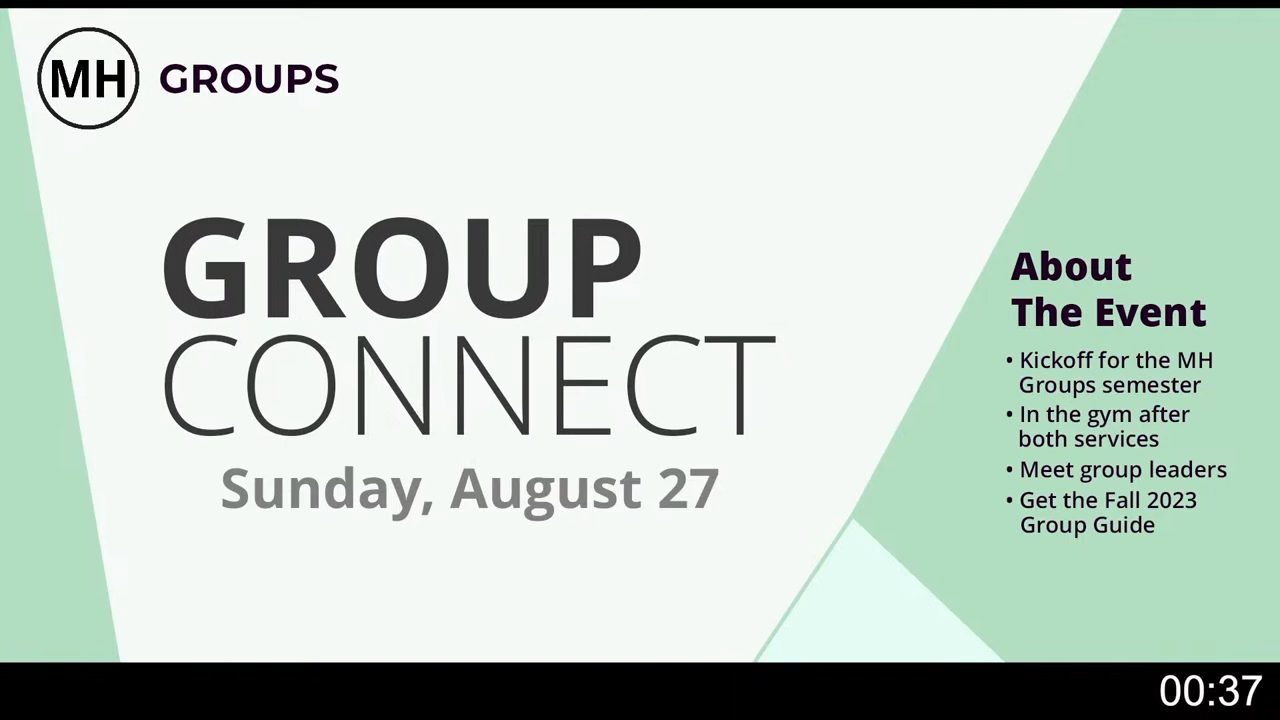 MH GROUPS
GROUP
CONNECT
Sunday, August 27
About
The Event
• Kickoff for the MH
Groups semester
• In the gym after
both services
• Meet group leaders
• Get the Fall 2023
Group Guide
00:37